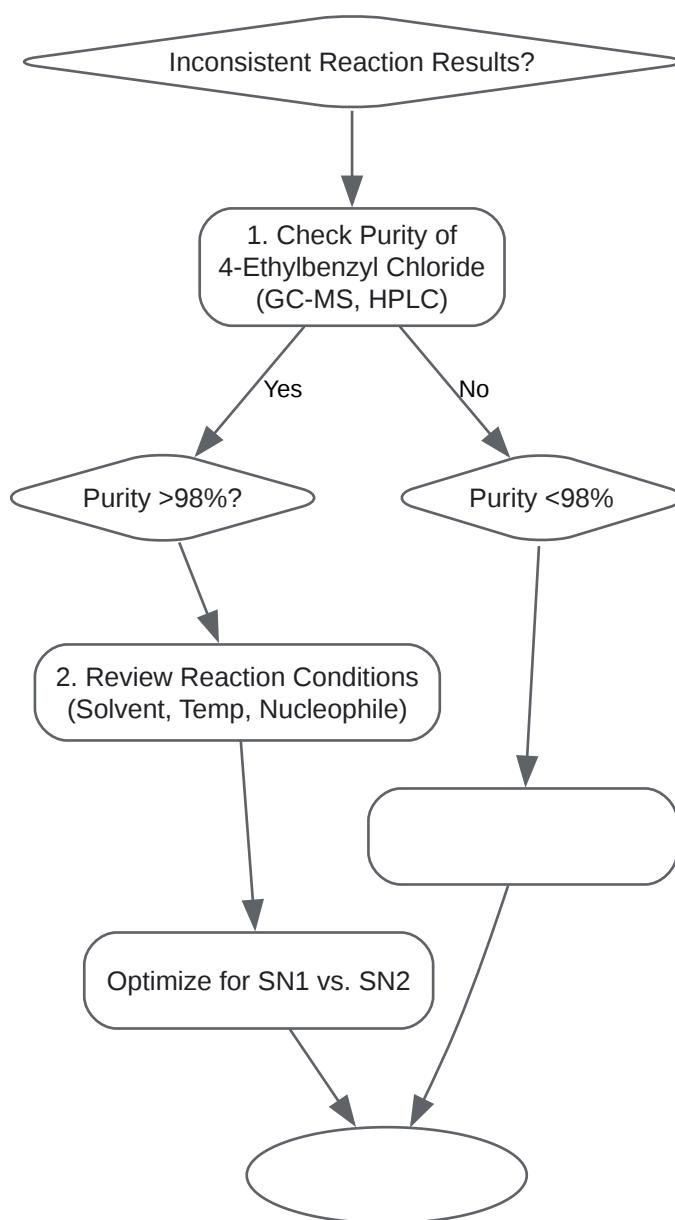 Inconsistent Reaction Results?
1. Check Purity of
4-Ethylbenzyl Chloride
(GC-MS, HPLC)
Yes
No
Purity >98%?
Purity <98%
2. Review Reaction Conditions
(Solvent, Temp, Nucleophile)
Optimize for SN1 vs. SN2